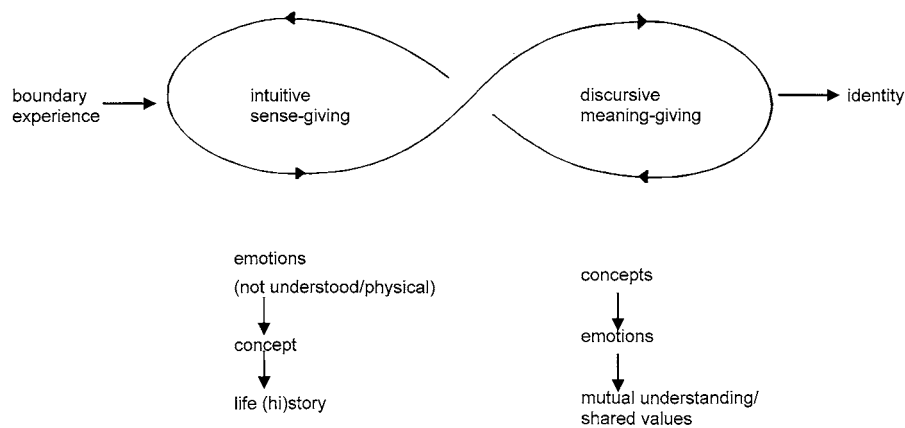 boundary
experience
intuitive
sense-giving
discursive
meaning-giving
identity
emotions
(not understood/physical)
concept
life (hi)story
concepts
emotions
mutual understanding/
shared values